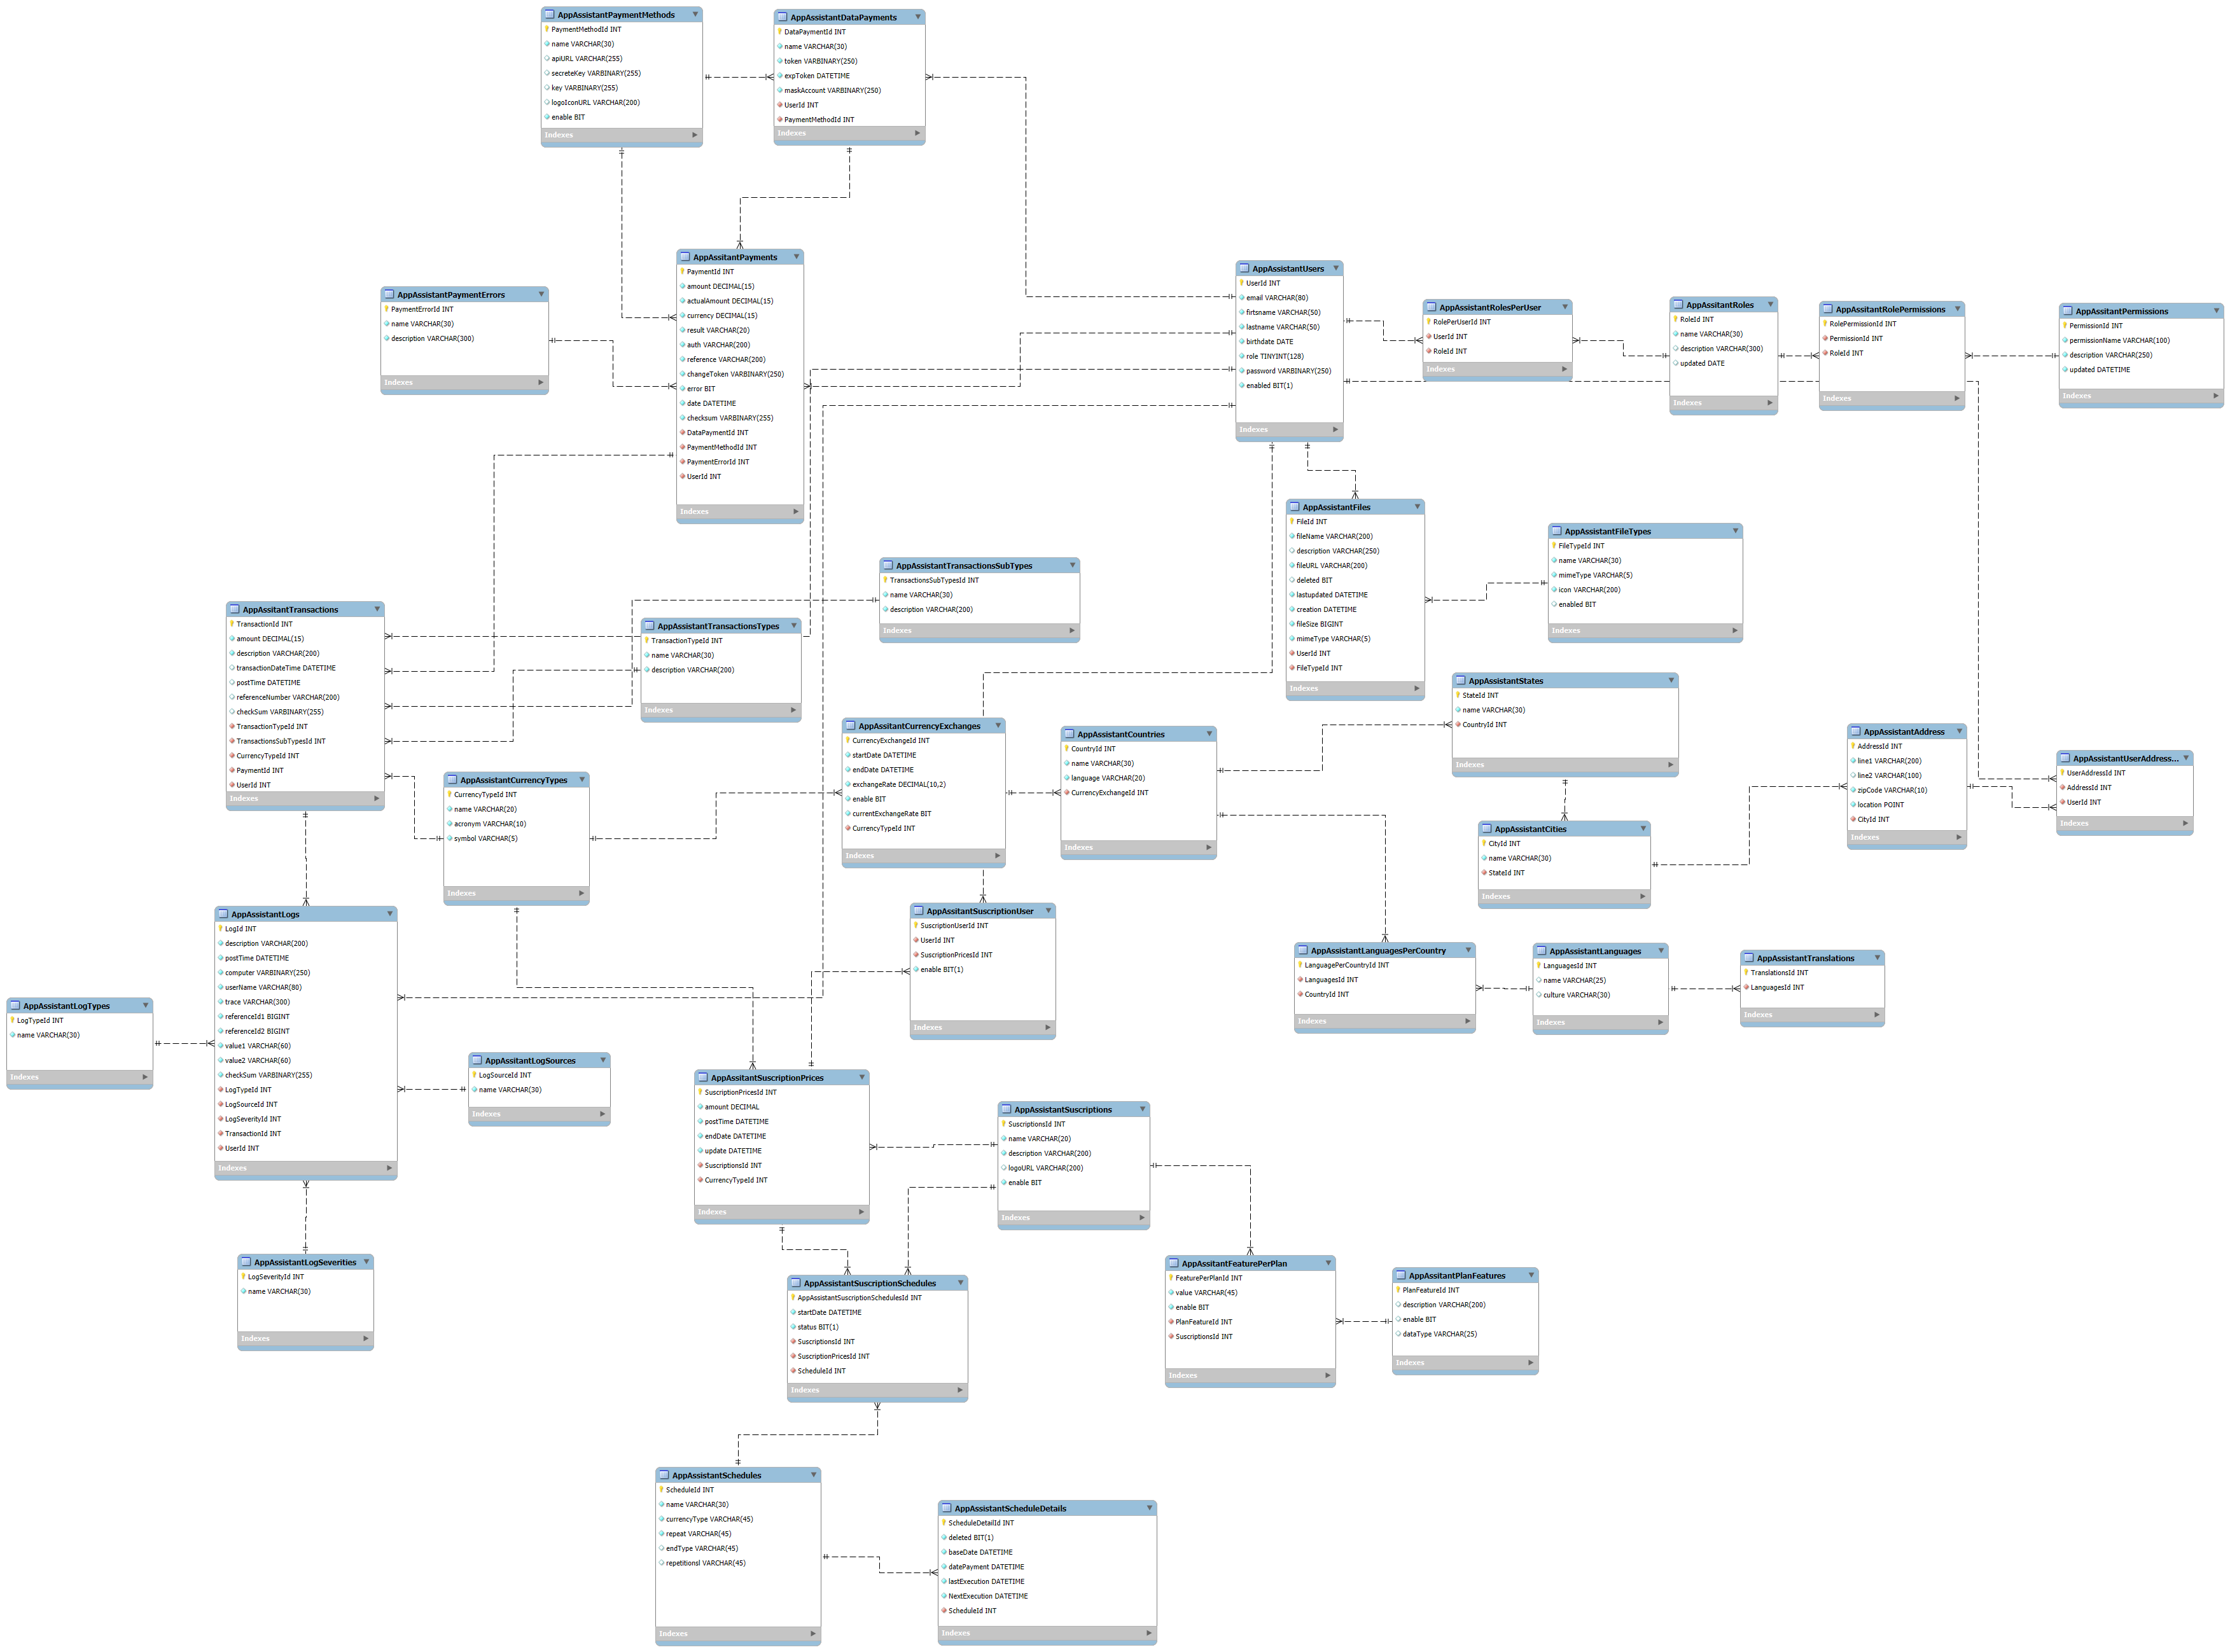 AppAssistantPaymentMethods
PaymentMethodId INT
name VARCHAR(30)
apiURL VARCHAR(255)
secreteKey VARBINARY(255)
key VARBINARY(255)
logoIconURL VARCHAR(200)
enable BIT
Indexes
AppAssistantDataPayments
DataPaymentId INT
name VARCHAR(30)
token VARBINARY(250)
expToken DATETIME
maskAccount VARBINARY(250)
UserId INT
PaymentMethodId INT
Indexes
AppAssitantPayments
PaymentId INT
amount DECIMAL(15)
actualAmount DECIMAL(15)
currency DECIMAL(15)
result VARCHAR(20)
auth VARCHAR(200)
reference VARCHAR(200)
changeToken VARBINARY(250)
error BIT
date DATETIME
checksum VARBINARY(255)
DataPaymentId INT
PaymentMethodId INT
PaymentErrorId INT
UserId INT
Indexes
AppAssistantPaymentErrors
PaymentErrorId INT
name VARCHAR(30)
description VARCHAR(300)
Indexes
AppAssistantUsers
UserId INT
email VARCHAR(80)
firtsname VARCHAR(50)
lastname VARCHAR(50)
birthdate DATE
role TINYINT(128)
password VARBINARY(250)
enabled BIT(1)
Indexes
AppAssistantRolesPerUser
RolePerUserId INT
UserId INT
RoleId INT
Indexes
AppAssitantRoles
RoleId INT
name VARCHAR(30)
description VARCHAR(300)
updated DATE
Indexes
AppAssitantRolePermissions
RolePermissionId INT
PermissionId INT
RoleId INT
Indexes
AppAssitantPermissions
PermissionId INT
permissionName VARCHAR(100)
description VARCHAR(250)
updated DATETIME
Indexes
AppAssistantFiles
FileId INT
fileName VARCHAR(200)
description VARCHAR(250)
fileURL VARCHAR(200)
deleted BIT
lastupdated DATETIME
creation DATETIME
fileSize BIGINT
mimeType VARCHAR(5)
UserId INT
FileTypeId INT
Indexes
AppAssistantFileTypes
FileTypeId INT
name VARCHAR(30)
mimeType VARCHAR(5)
icon VARCHAR(200)
enabled BIT
Indexes
AppAssistantTransactionsSubTypes
TransactionsSubTypesId INT
name VARCHAR(30)
description VARCHAR(200)
Indexes
AppAssitantTransactions
TransactionId INT
amount DECIMAL(15)
description VARCHAR(200)
transactionDateTime DATETIME
postTime DATETIME
referenceNumber VARCHAR(200)
checkSum VARBINARY(255)
TransactionTypeId INT
TransactionsSubTypesId INT
CurrencyTypeId INT
PaymentId INT
UserId INT
Indexes
AppAssistantTransactionsTypes
TransactionTypeId INT
name VARCHAR(30)
description VARCHAR(200)
Indexes
AppAssistantStates
StateId INT
name VARCHAR(30)
CountryId INT
Indexes
AppAssitantCurrencyExchanges
CurrencyExchangeId INT
startDate DATETIME
endDate DATETIME
exchangeRate DECIMAL(10,2)
enable BIT
currentExchangeRate BIT
CurrencyTypeId INT
Indexes
AppAssistantCountries
CountryId INT
name VARCHAR(30)
language VARCHAR(20)
CurrencyExchangeId INT
Indexes
AppAssistantAddress
AddressId INT
line1 VARCHAR(200)
line2 VARCHAR(100)
zipCode VARCHAR(10)
location POINT
CityId INT
Indexes
AppAssistantUserAddress...
UserAddressId INT
AddressId INT
UserId INT
Indexes
AppAssistantCurrencyTypes
CurrencyTypeId INT
name VARCHAR(20)
acronym VARCHAR(10)
symbol VARCHAR(5)
Indexes
AppAssistantCities
CityId INT
name VARCHAR(30)
StateId INT
Indexes
AppAssistantLogs
LogId INT
description VARCHAR(200)
postTime DATETIME
computer VARBINARY(250)
userName VARCHAR(80)
trace VARCHAR(300)
referenceId1 BIGINT
referenceId2 BIGINT
value1 VARCHAR(60)
value2 VARCHAR(60)
checkSum VARBINARY(255)
LogTypeId INT
LogSourceId INT
LogSeverityId INT
TransactionId INT
UserId INT
Indexes
AppAssitantSuscriptionUser
SuscriptionUserId INT
UserId INT
SuscriptionPricesId INT
enable BIT(1)
Indexes
AppAssistantLanguagesPerCountry
LanguagePerCountryId INT
LanguagesId INT
CountryId INT
Indexes
AppAssistantLanguages
LanguagesId INT
name VARCHAR(25)
culture VARCHAR(30)
Indexes
AppAssistantTranslations
TranslationsId INT
LanguagesId INT
Indexes
AppAssistantLogTypes
LogTypeId INT
name VARCHAR(30)
Indexes
AppAssitantLogSources
LogSourceId INT
name VARCHAR(30)
Indexes
AppAssitantSuscriptionPrices
SuscriptionPricesId INT
amount DECIMAL
postTime DATETIME
endDate DATETIME
update DATETIME
SuscriptionsId INT
CurrencyTypeId INT
Indexes
AppAssistantSuscriptions
SuscriptionsId INT
name VARCHAR(20)
description VARCHAR(200)
logoURL VARCHAR(200)
enable BIT
Indexes
AppAssistantLogSeverities
LogSeverityId INT
name VARCHAR(30)
Indexes
AppAssistantSuscriptionSchedules
AppAssistantSuscriptionSchedulesId INT
startDate DATETIME
status BIT(1)
SuscriptionsId INT
SuscriptionPricesId INT
ScheduleId INT
Indexes
AppAssitantFeaturePerPlan
FeaturePerPlanId INT
value VARCHAR(45)
enable BIT
PlanFeatureId INT
SuscriptionsId INT
Indexes
AppAssitantPlanFeatures
PlanFeatureId INT
description VARCHAR(200)
enable BIT
dataType VARCHAR(25)
Indexes
AppAssistantSchedules
ScheduleId INT
name VARCHAR(30)
currencyType VARCHAR(45)
repeat VARCHAR(45)
endType VARCHAR(45)
repetitionsl VARCHAR(45)
Indexes
AppAssistantScheduleDetails
ScheduleDetailId INT
deleted BIT(1)
baseDate DATETIME
datePayment DATETIME
lastExecution DATETIME
NextExecution DATETIME
ScheduleId INT
Indexes